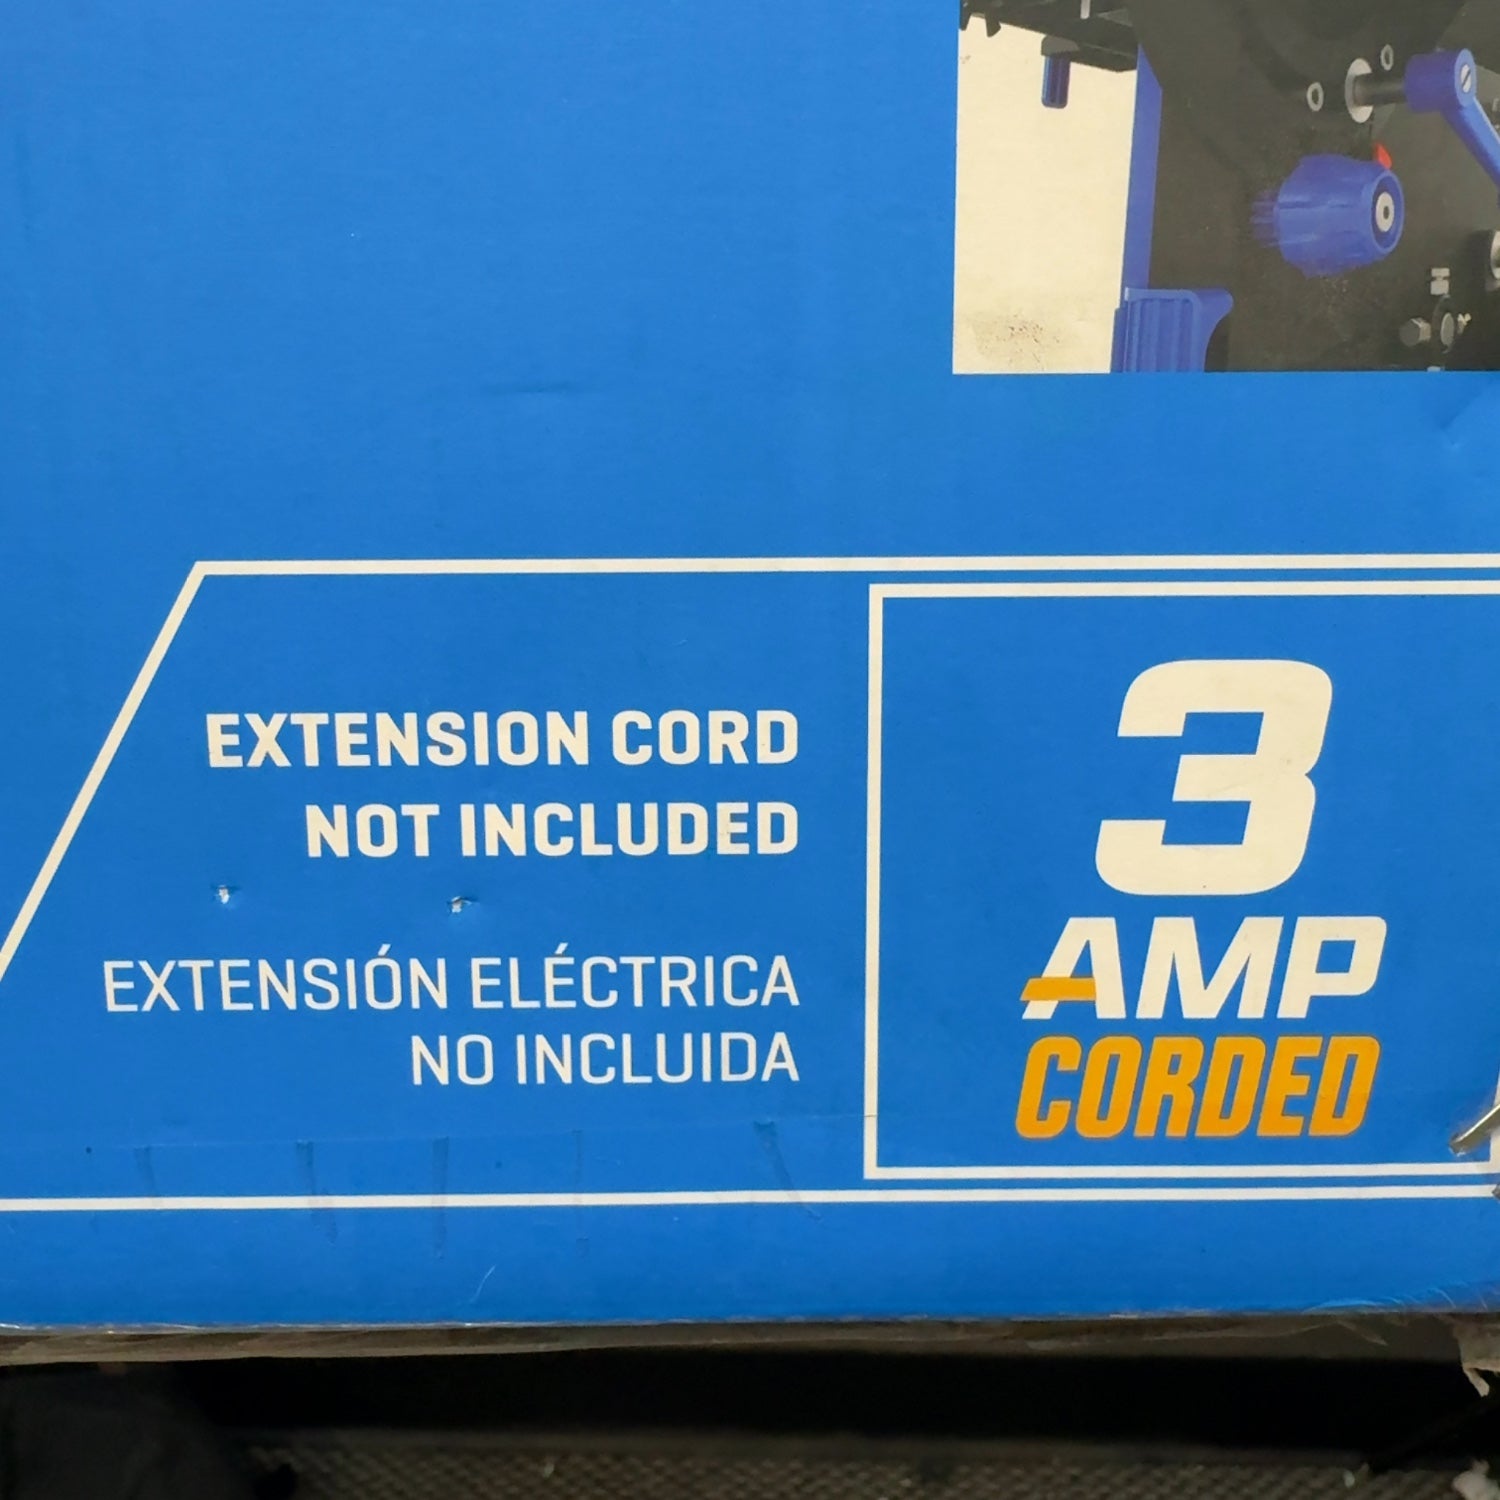 EXTENSION CORD
NOT INCLUDED
EXTENSIÓN ELÉCTRICA
NO INCLUIDA
3
AMP
CORDED